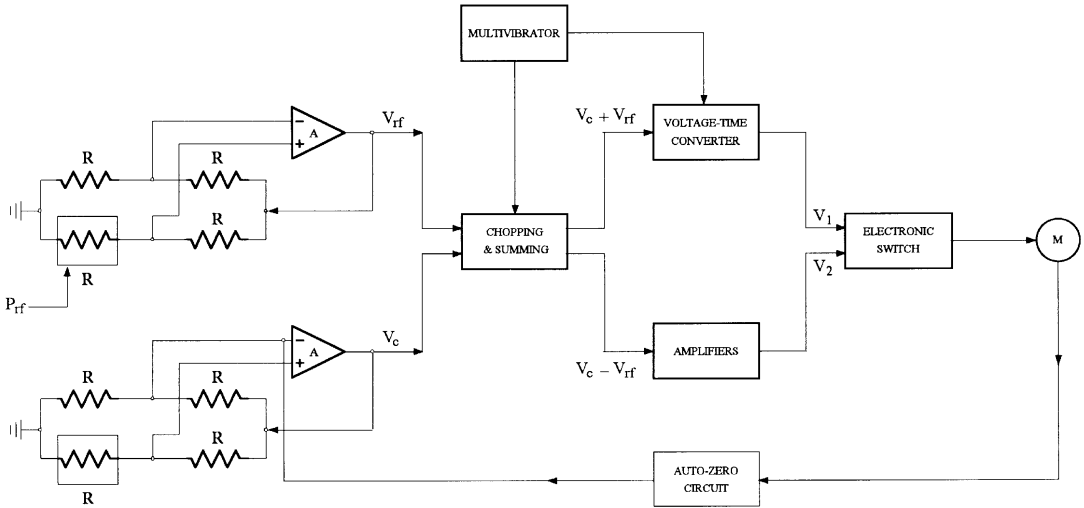 MULTIVIBRATOR
V_c + V_rf
VOLTAGE-TIME
CONVERTER
V_rf
−
A
+
R
R
R
R
P_rf
CHOPPING
& SUMMING
V_1
V_2
ELECTRONIC
SWITCH
M
V_c
−
A
+
AMPLIFIERS
V_c − V_rf
R
R
R
R
AUTO-ZERO
CIRCUIT